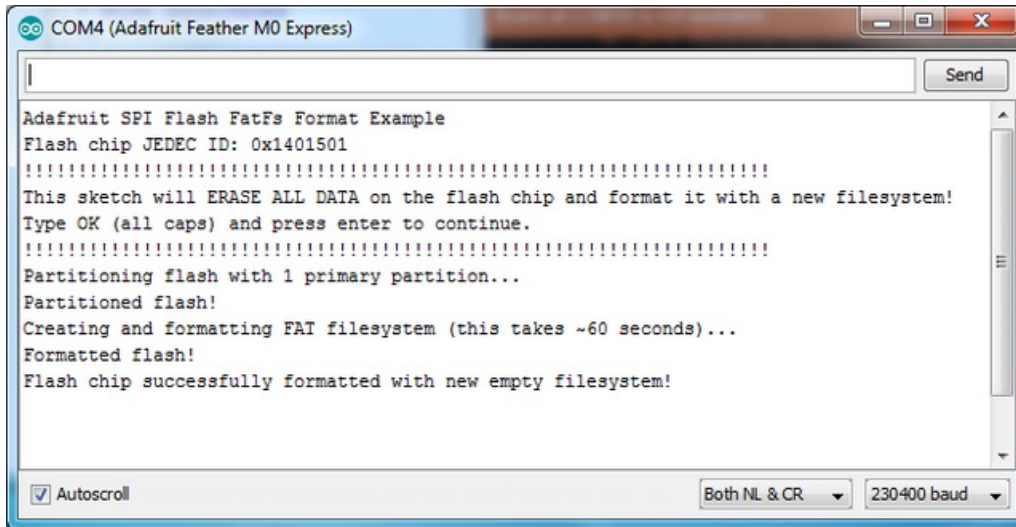 COM4 (Adafruit Feather M0 Express)
Send
Adafruit SPI Flash FatFs Format Example
Flash chip JEDEC ID: 0x1401501
!!!!!!!!!!!!!!!!!!!!!!!!!!!!!!!!!!!!!!!!!!!!!!!!!!!!!!!!!!!!!!!!!!!!!!!!!!!
This sketch will ERASE ALL DATA on the flash chip and format it with a new filesystem!
Type OK (all caps) and press enter to continue.
!!!!!!!!!!!!!!!!!!!!!!!!!!!!!!!!!!!!!!!!!!!!!!!!!!!!!!!!!!!!!!!!!!!!!!!!!!!
Partitioning flash with 1 primary partition...
Partitioned flash!
Creating and formatting FAT filesystem (this takes ~60 seconds)...
Formatted flash!
Flash chip successfully formatted with new empty filesystem!
Autoscroll
Both NL & CR
230400 baud